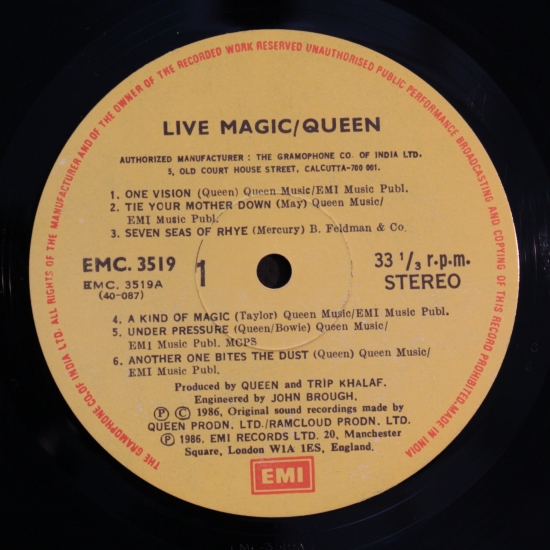 THE GRAMOPHONE CO. OF INDIA LTD. ALL RIGHTS OF THE MANUFACTURER AND OF THE OWNER OF THE RECORDED WORK RESERVED UNAUTHORISED PUBLIC PERFORMANCE BROADCASTING AND COPYING OF THIS RECORD PROHIBITED. MADE IN INDIA
LIVE MAGIC/QUEEN
AUTHORIZED MANUFACTURER : THE GRAMOPHONE CO. OF INDIA LTD.
5, OLD COURT HOUSE STREET, CALCUTTA-700 001.
1. ONE VISION (Queen) Queen Music/EMI Music Publ.
2. TIE YOUR MOTHER DOWN (May) Queen Music/
EMI Music Publ.
3. SEVEN SEAS OF RHYE (Mercury) B. Feldman & Co.
EMC. 3519
EMC. 3519A
(40-087)
1
33 1/3 r.p.m.
STEREO
4. A KIND OF MAGIC (Taylor) Queen Music/EMI Music Publ.
5. UNDER PRESSURE (Queen/Bowie) Queen Music/
EMI Music Publ. MCPS
6. ANOTHER ONE BITES THE DUST (Queen) Queen Music/
EMI Music Publ.
Produced by QUEEN and TRIP KHALAF.
Engineered by JOHN BROUGH.
Ⓟ Ⓒ 1986, Original sound recordings made by
QUEEN PRODN. LTD./RAMCLOUD PRODN. LTD.
Ⓟ 1986, EMI RECORDS LTD. 20, Manchester
Square, London W1A 1ES, England.
EMI